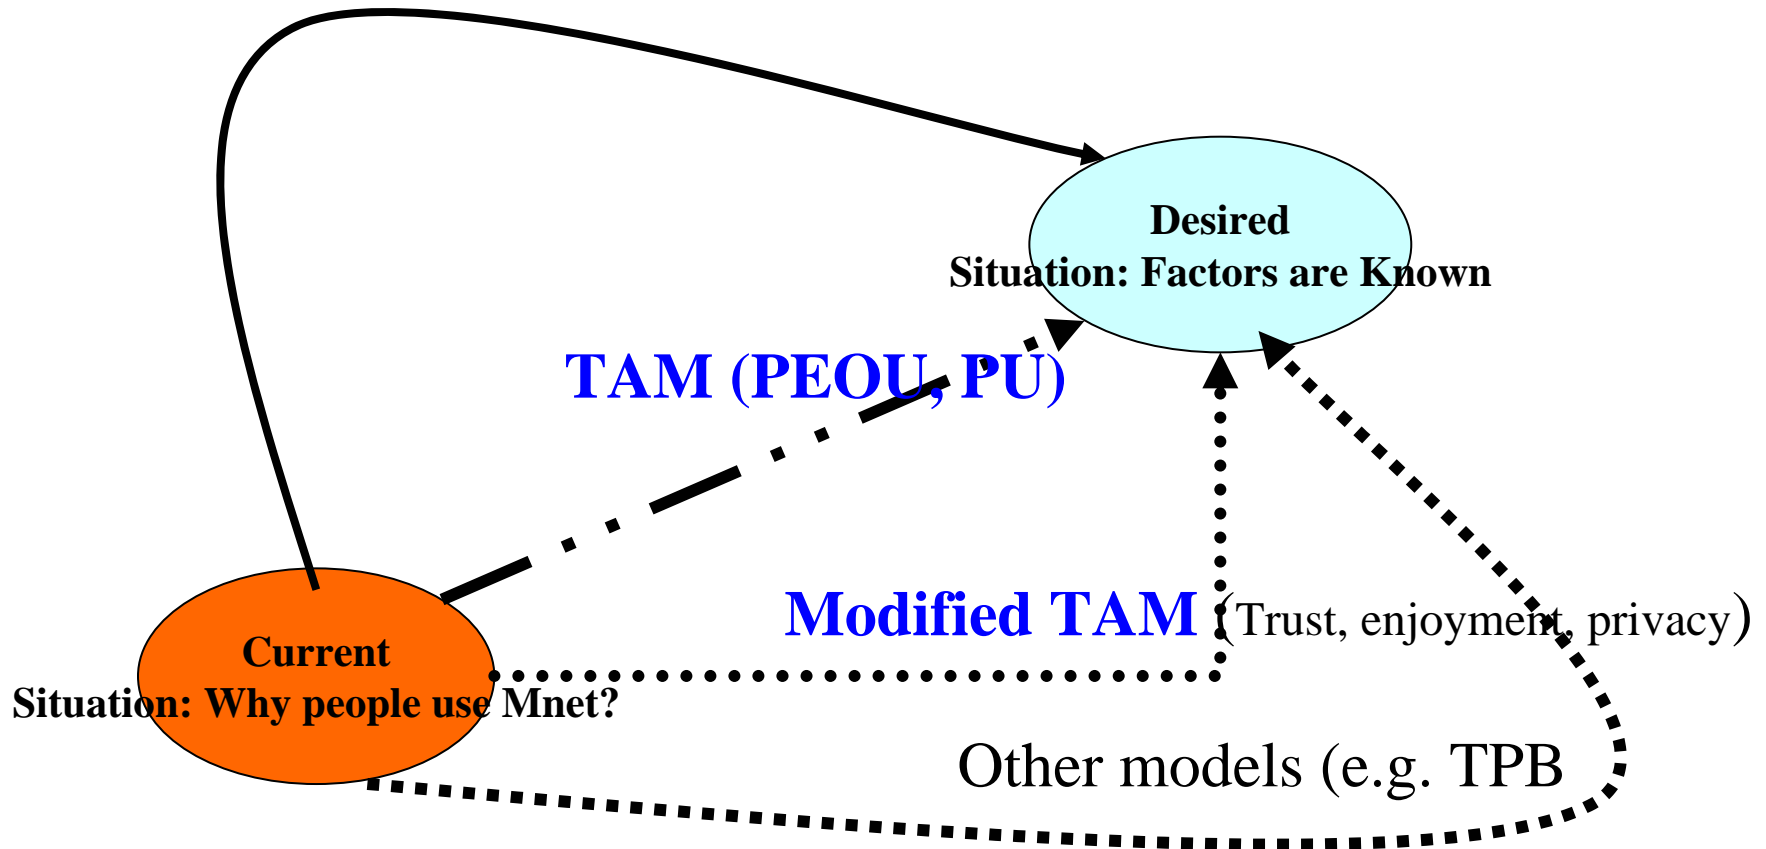 Desired
Situation: Factors are Known
TAM (PEOU, PU)
Modified TAM (Trust, enjoyment, privacy)
Current
Situation: Why people use Mnet?
Other models (e.g. TPB